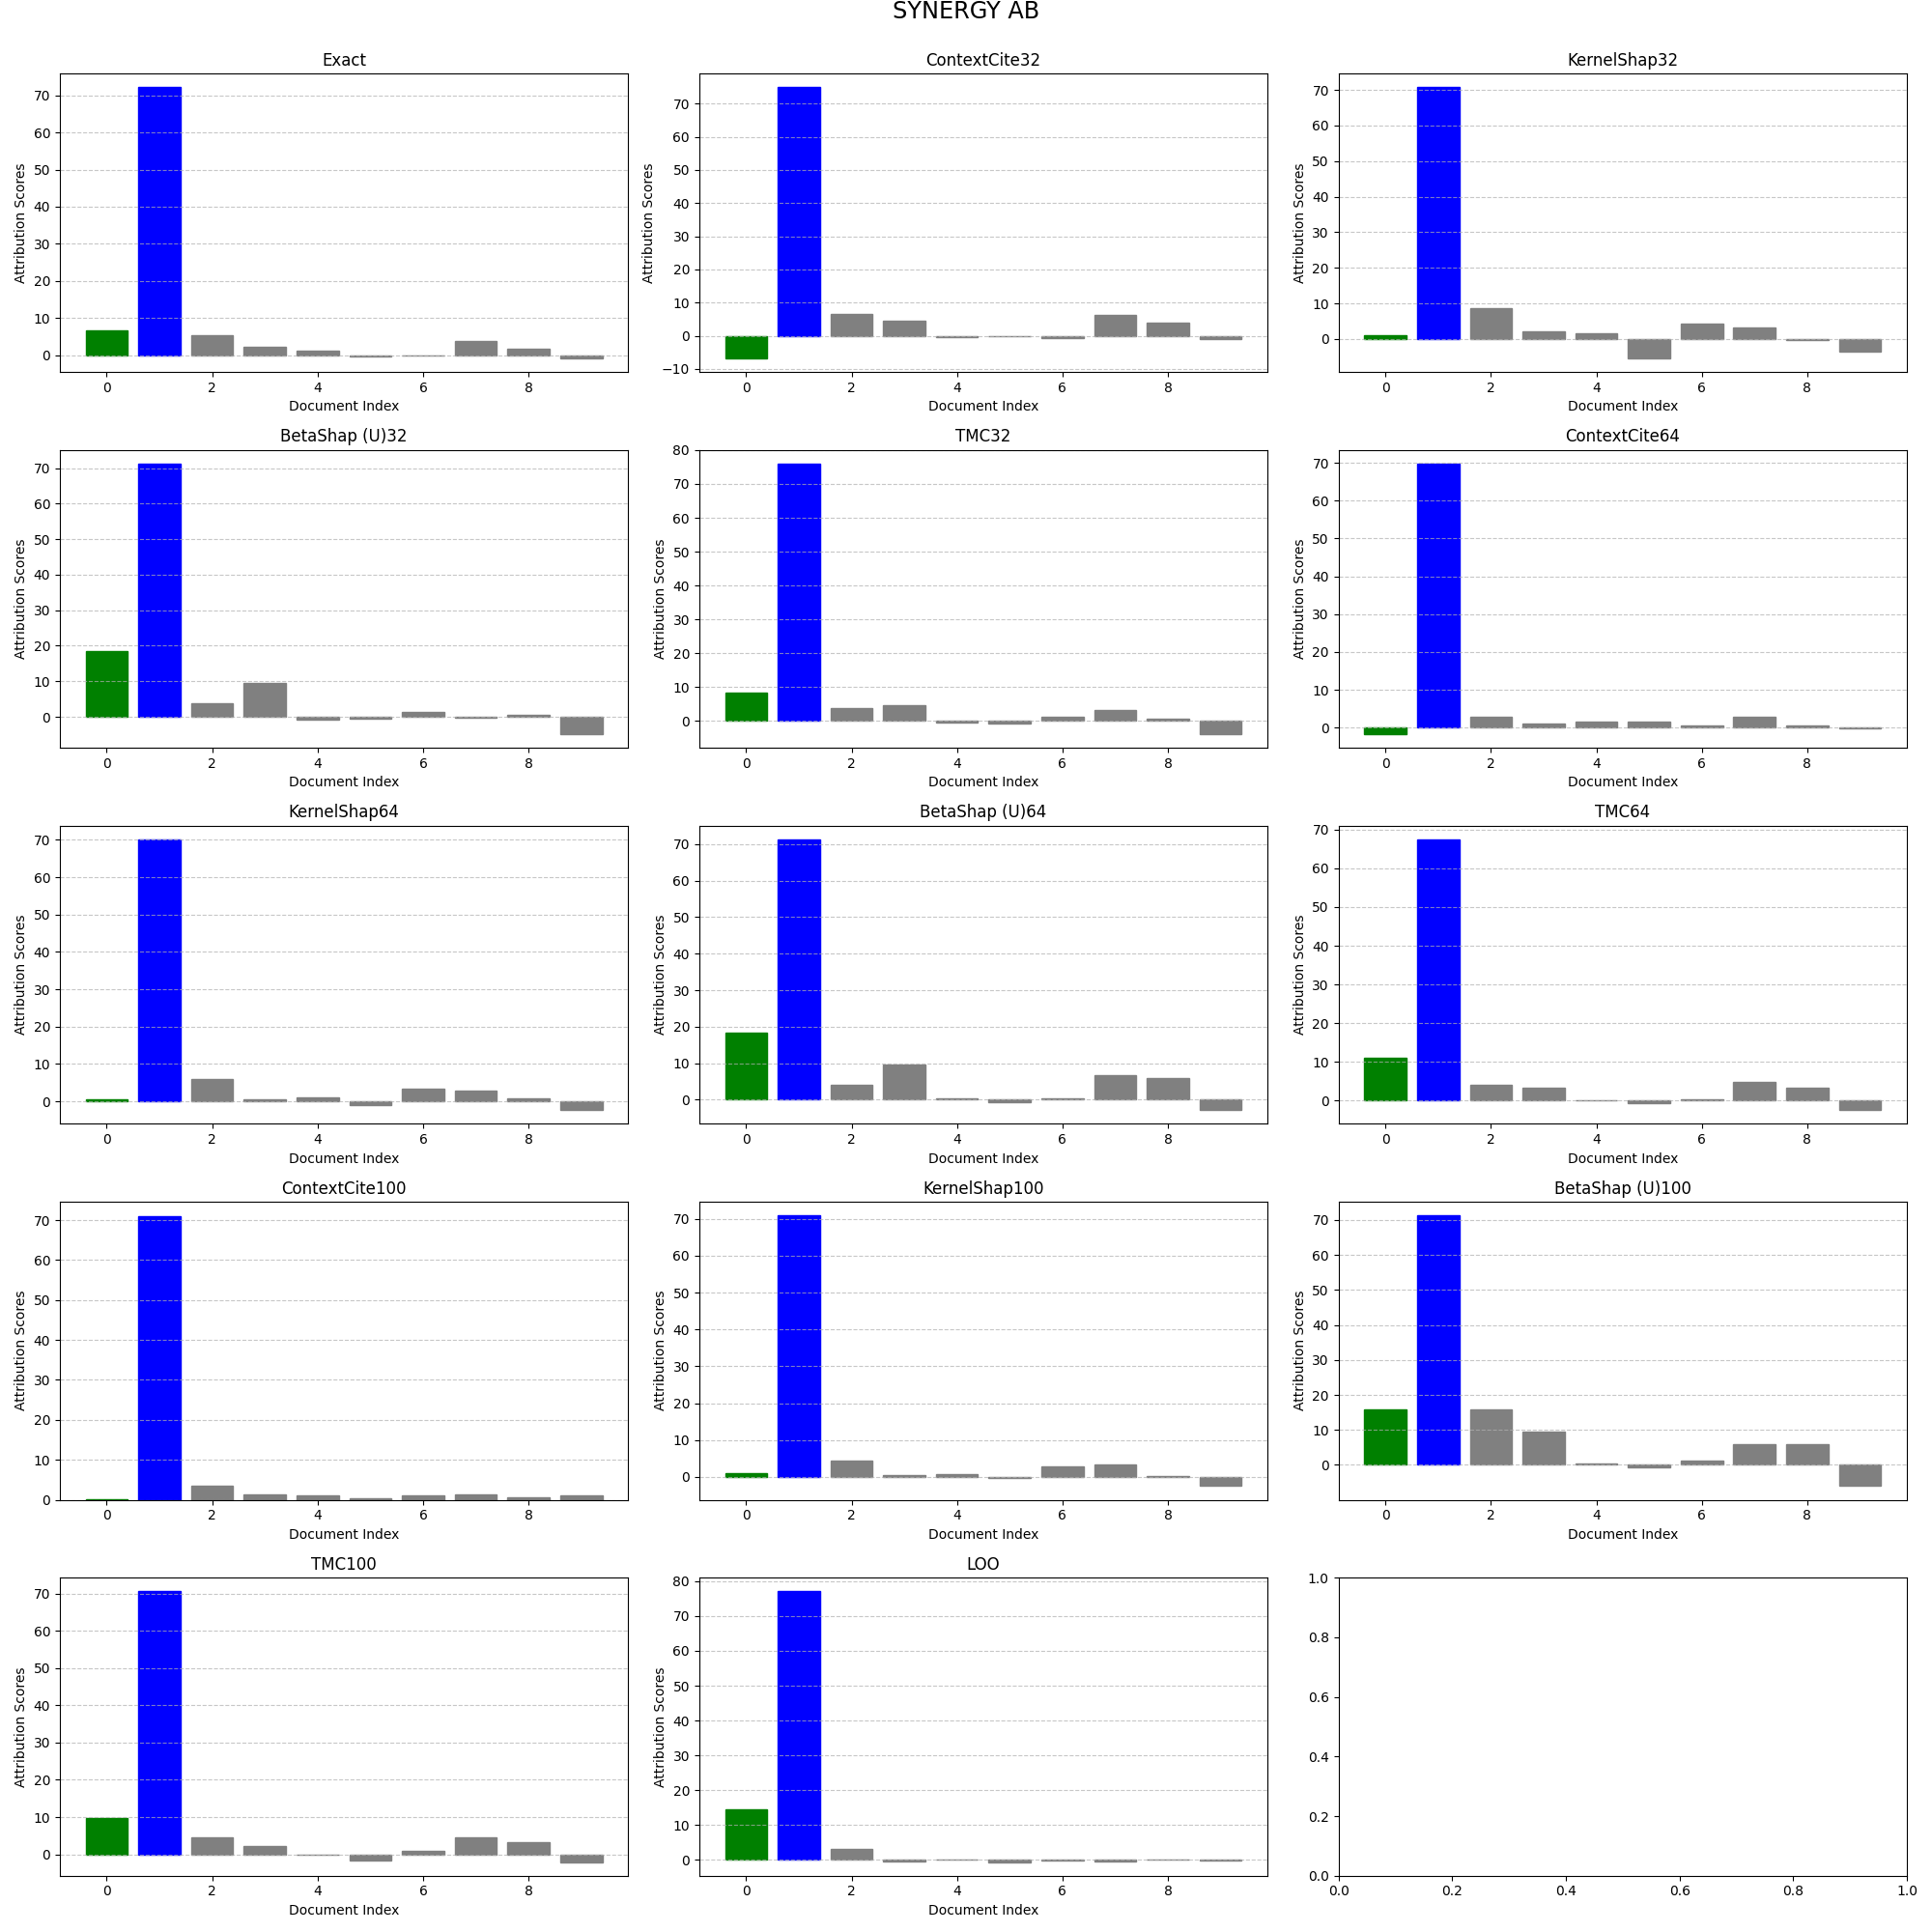 SYNERGY AB
Exact
ContextCite32
KernelShap32
Attribution Scores
70
60
50
40
30
20
10
0
0 2 4 6 8
Document Index
Attribution Scores
70
60
50
40
30
20
10
0
−10
0 2 4 6 8
Document Index
Attribution Scores
70
60
50
40
30
20
10
0
0 2 4 6 8
Document Index
BetaShap (U)32
TMC32
ContextCite64
Attribution Scores
70
60
50
40
30
20
10
0
0 2 4 6 8
Document Index
Attribution Scores
80
70
60
50
40
30
20
10
0
0 2 4 6 8
Document Index
Attribution Scores
70
60
50
40
30
20
10
0
0 2 4 6 8
Document Index
KernelShap64
BetaShap (U)64
TMC64
Attribution Scores
70
60
50
40
30
20
10
0
0 2 4 6 8
Document Index
Attribution Scores
70
60
50
40
30
20
10
0
0 2 4 6 8
Document Index
Attribution Scores
70
60
50
40
30
20
10
0
0 2 4 6 8
Document Index
ContextCite100
KernelShap100
BetaShap (U)100
Attribution Scores
70
60
50
40
30
20
10
0
0 2 4 6 8
Document Index
Attribution Scores
70
60
50
40
30
20
10
0
0 2 4 6 8
Document Index
Attribution Scores
70
60
50
40
30
20
10
0
0 2 4 6 8
Document Index
TMC100
LOO
Attribution Scores
70
60
50
40
30
20
10
0
0 2 4 6 8
Document Index
Attribution Scores
80
70
60
50
40
30
20
10
0
0 2 4 6 8
Document Index
1.0
0.8
0.6
0.4
0.2
0.0
0.0 0.2 0.4 0.6 0.8 1.0